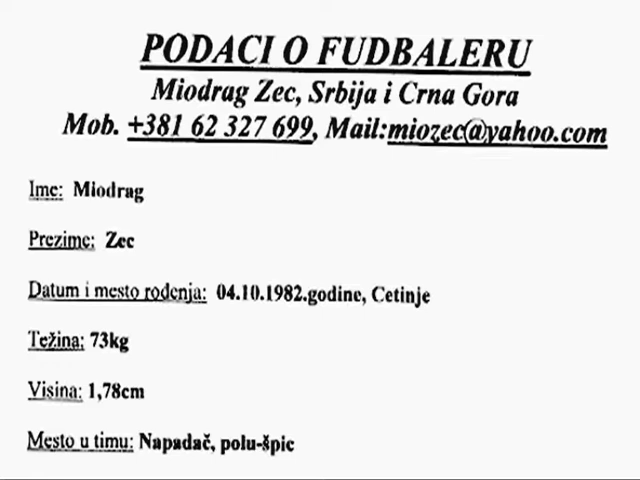 PODACI O FUDBALERU
Miodrag Zec, Srbija i Crna Gora
Mob. +381 62 327 699, Mail:miozec@yahoo.com
Ime: Miodrag
Prezime: Zec
Datum i mesto rođenja: 04.10.1982.godine, Cetinje
Težina: 73kg
Visina: 1,78cm
Mesto u timu: Napadač, polu-špic